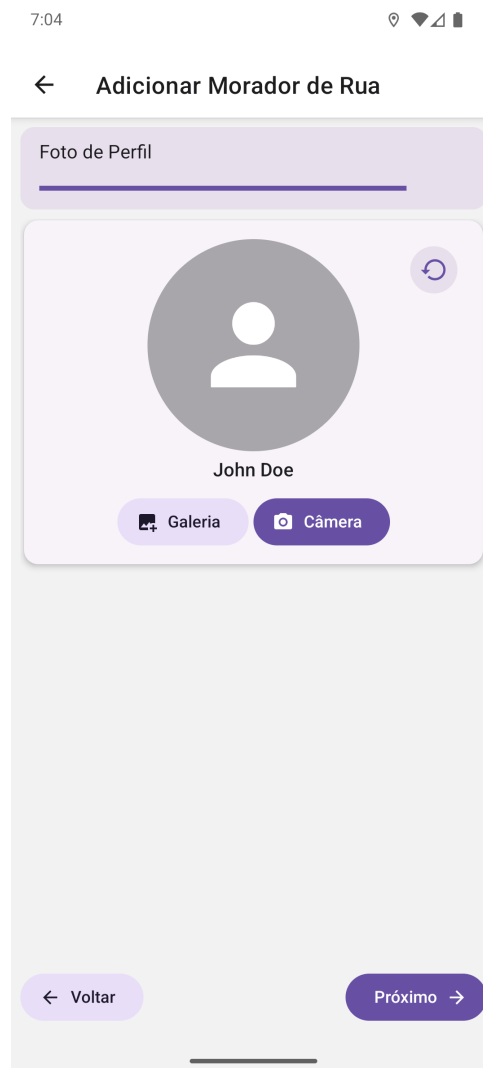 7:04
Adicionar Morador de Rua
Foto de Perfil
John Doe
Galeria
Câmera
Voltar
Próximo